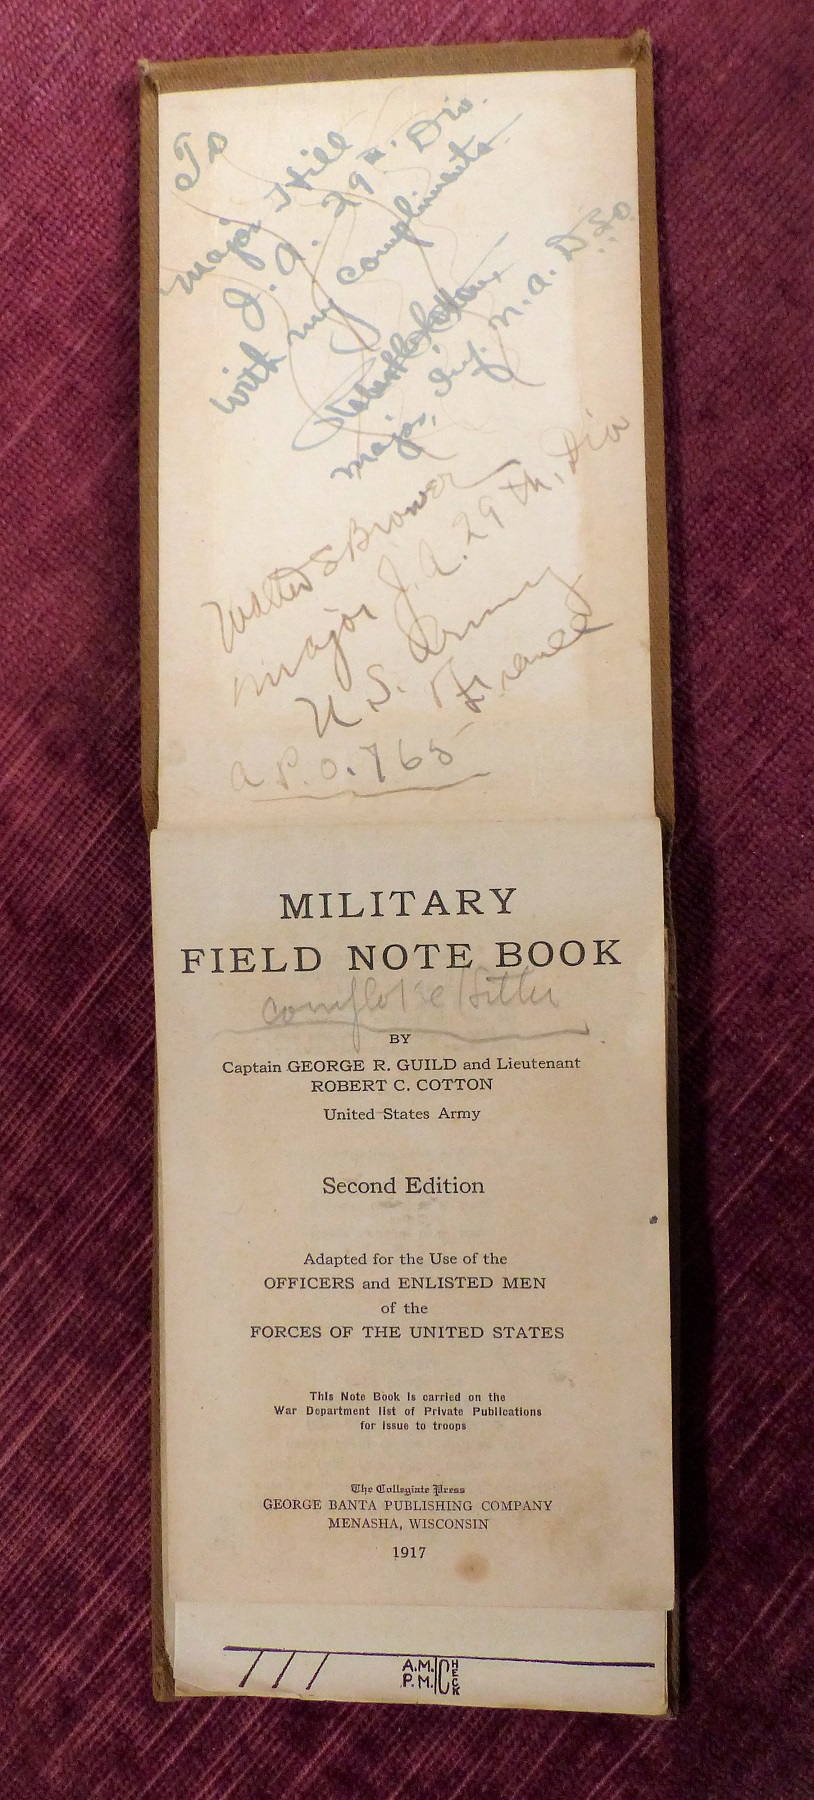 To
Major Hill
J. A. 29th. Div.
with my compliments.
Robert C. Cotton,
Major, Inf. N. A. D 30.
Walter S Brower
Major J. A. 29th, Div
U S. Army
France
A P. O. 765
MILITARY
FIELD NOTE BOOK
BY
Captain GEORGE R. GUILD and Lieutenant
ROBERT C. COTTON
United States Army
Second Edition
Adapted for the Use of the
OFFICERS and ENLISTED MEN
of the
FORCES OF THE UNITED STATES
This Note Book is carried on the
War Department list of Private Publications
for issue to troops
The Collegiate Press
GEORGE BANTA PUBLISHING COMPANY
MENASHA, WISCONSIN
1917
A.M.
P.M.
CHECK